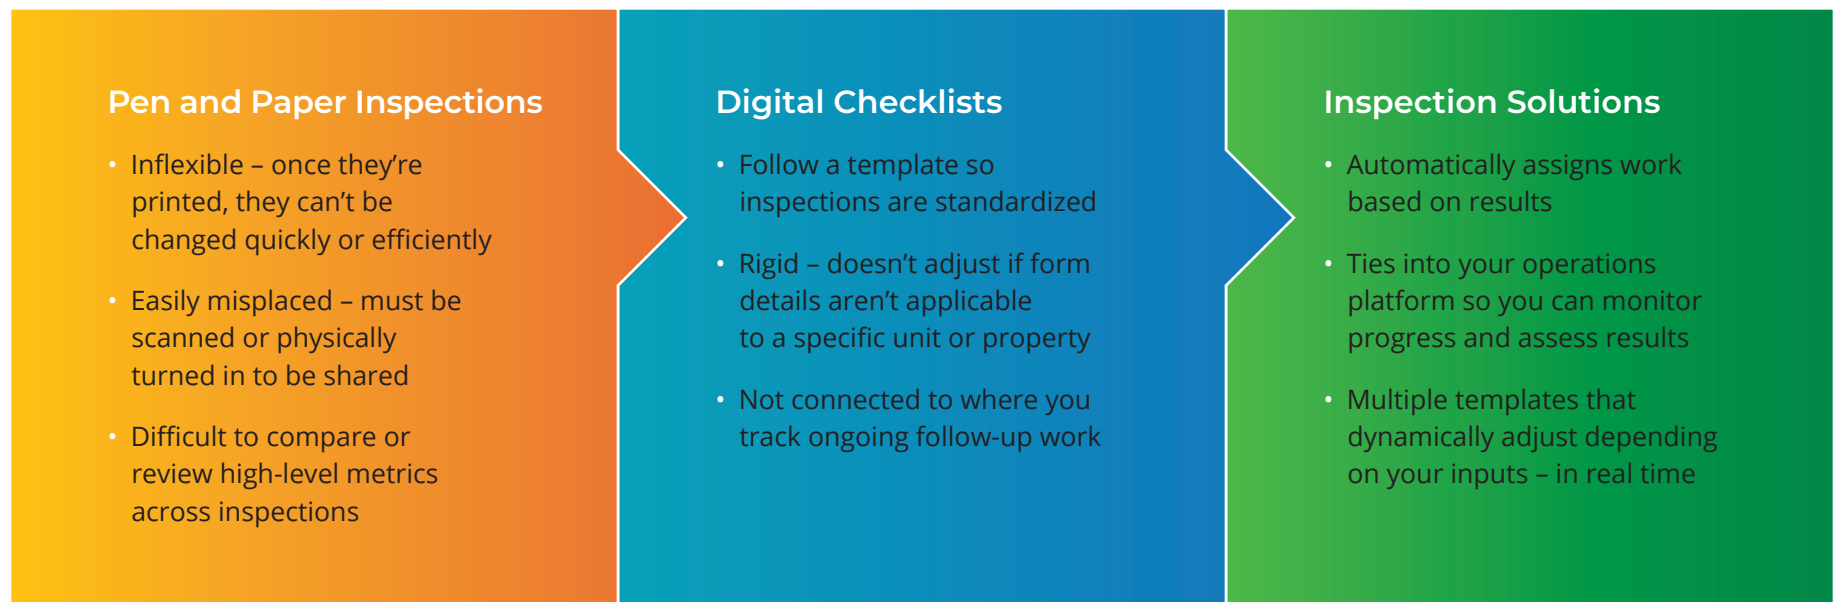 Pen and Paper Inspections
• Inflexible – once they’re
printed, they can’t be
changed quickly or efficiently
• Easily misplaced – must be
scanned or physically
turned in to be shared
• Difficult to compare or
review high-level metrics
across inspections
Digital Checklists
• Follow a template so
inspections are standardized
• Rigid – doesn’t adjust if form
details aren’t applicable
to a specific unit or property
• Not connected to where you
track ongoing follow-up work
Inspection Solutions
• Automatically assigns work
based on results
• Ties into your operations
platform so you can monitor
progress and assess results
• Multiple templates that
dynamically adjust depending
on your inputs – in real time